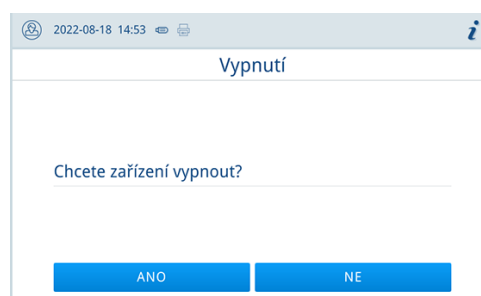 2022-08-18 14:53
i
Vypnutí
Chcete zařízení vypnout?
ANO
NE